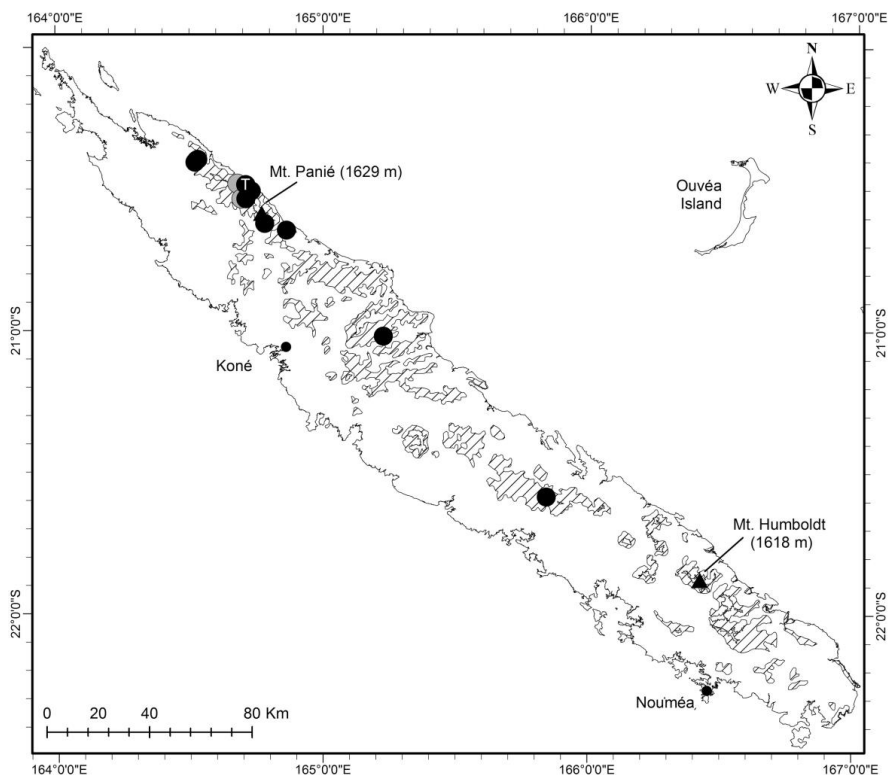 164°0'0"E 165°0'0"E 166°0'0"E 167°0'0"E
N
W E
S
T
Mt. Panié (1629 m)
Ouvéa
Island
21°0'0"S 21°0'0"S
Koné
Mt. Humboldt
(1618 m)
22°0'0"S 22°0'0"S
Nouméa
0 20 40 80 Km
164°0'0"E 165°0'0"E 166°0'0"E 167°0'0"E